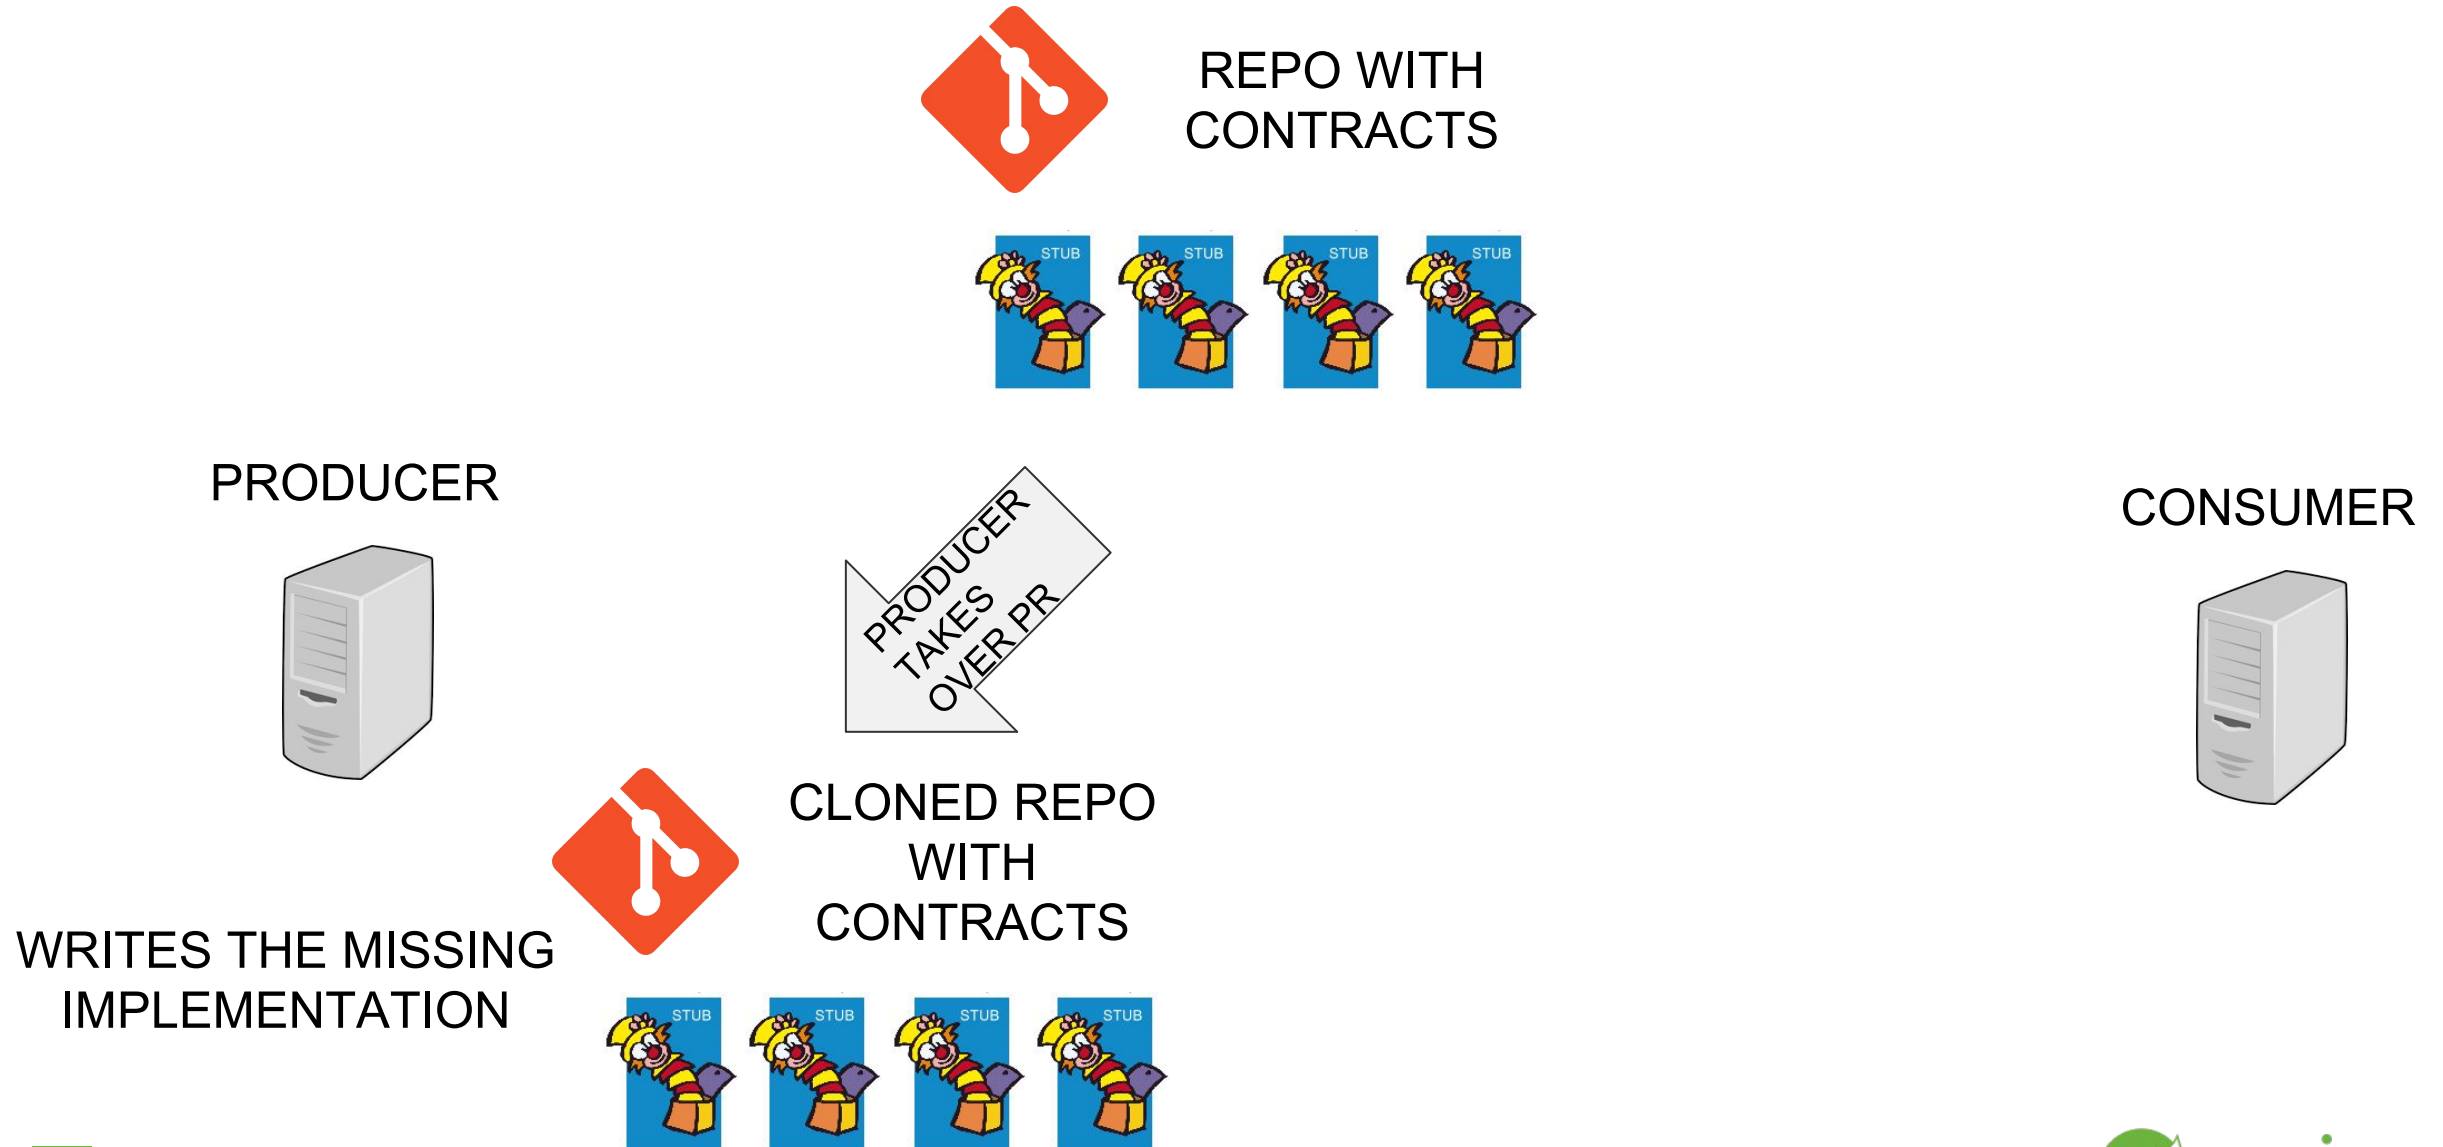 REPO WITH
CONTRACTS
STUB
STUB
STUB
STUB
PRODUCER
CONSUMER
PRODUCER
TAKES
OVER PR
CLONED REPO
WITH
CONTRACTS
WRITES THE MISSING
IMPLEMENTATION
STUB
STUB
STUB
STUB